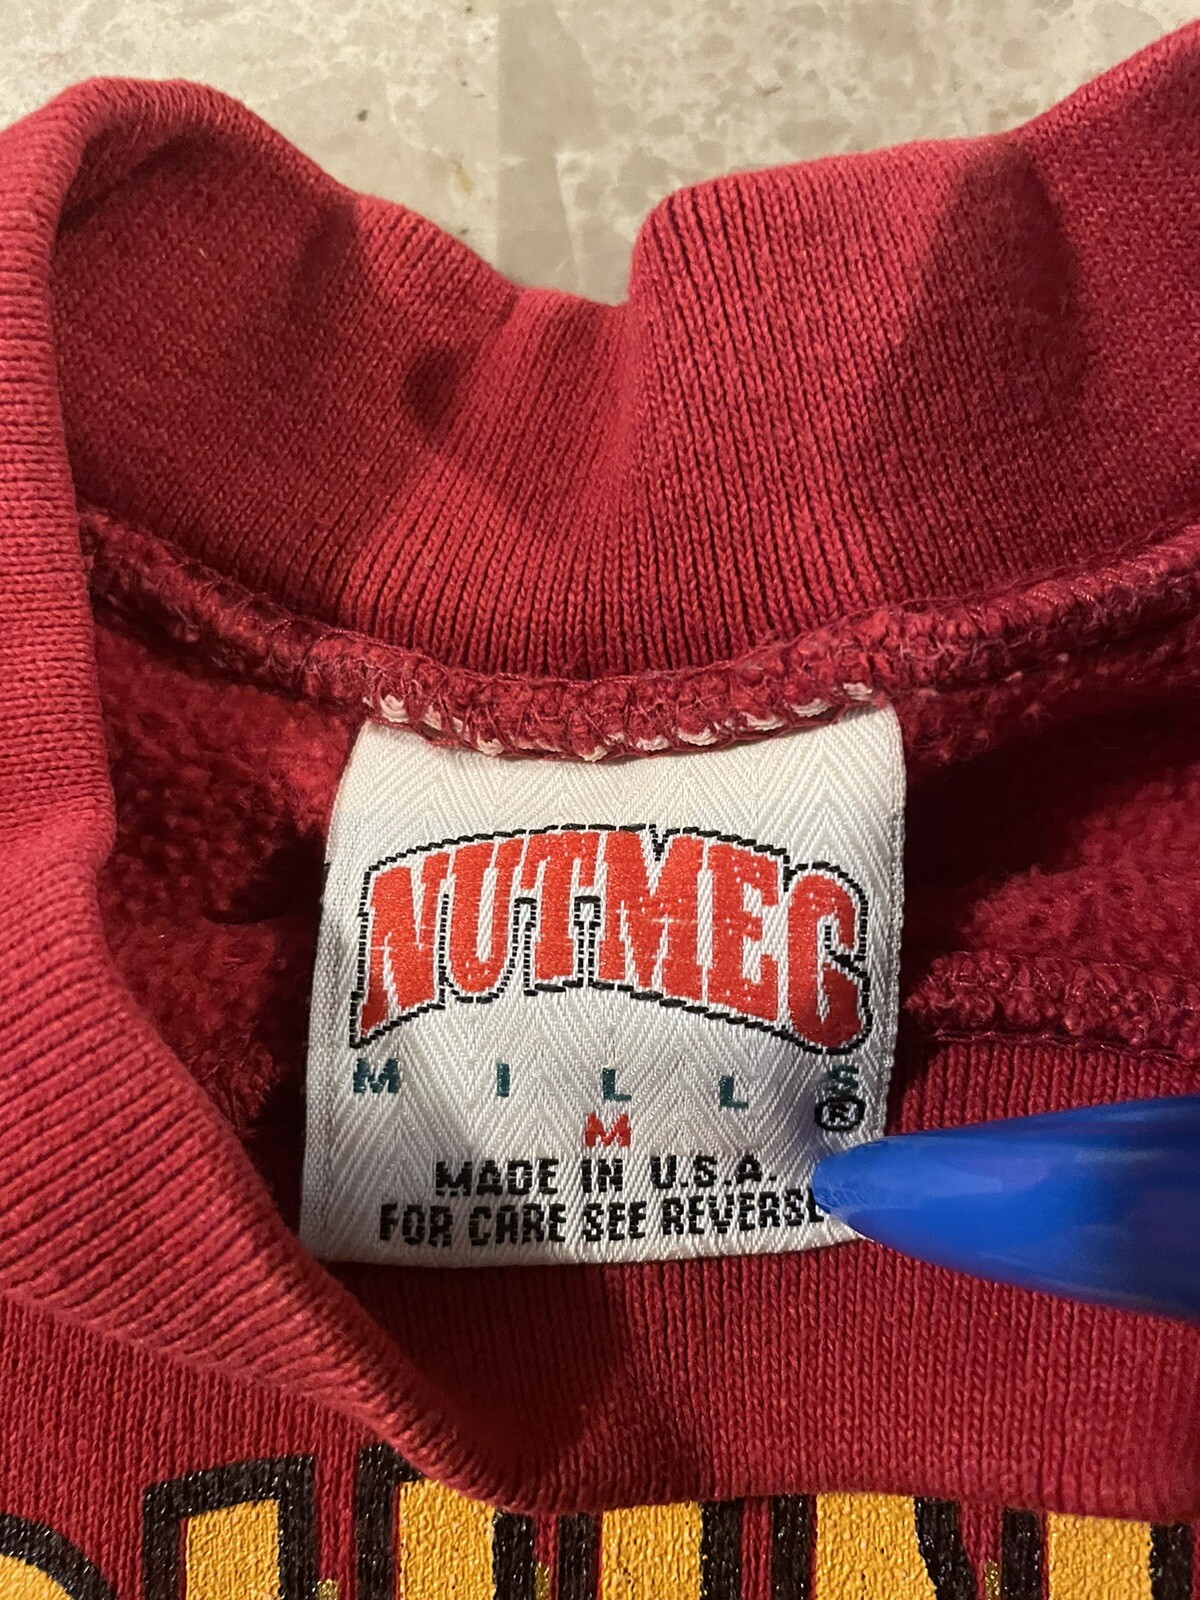 NUTMEG
MILLS
®
M
MADE IN U.S.A.
FOR CARE SEE REVERSE